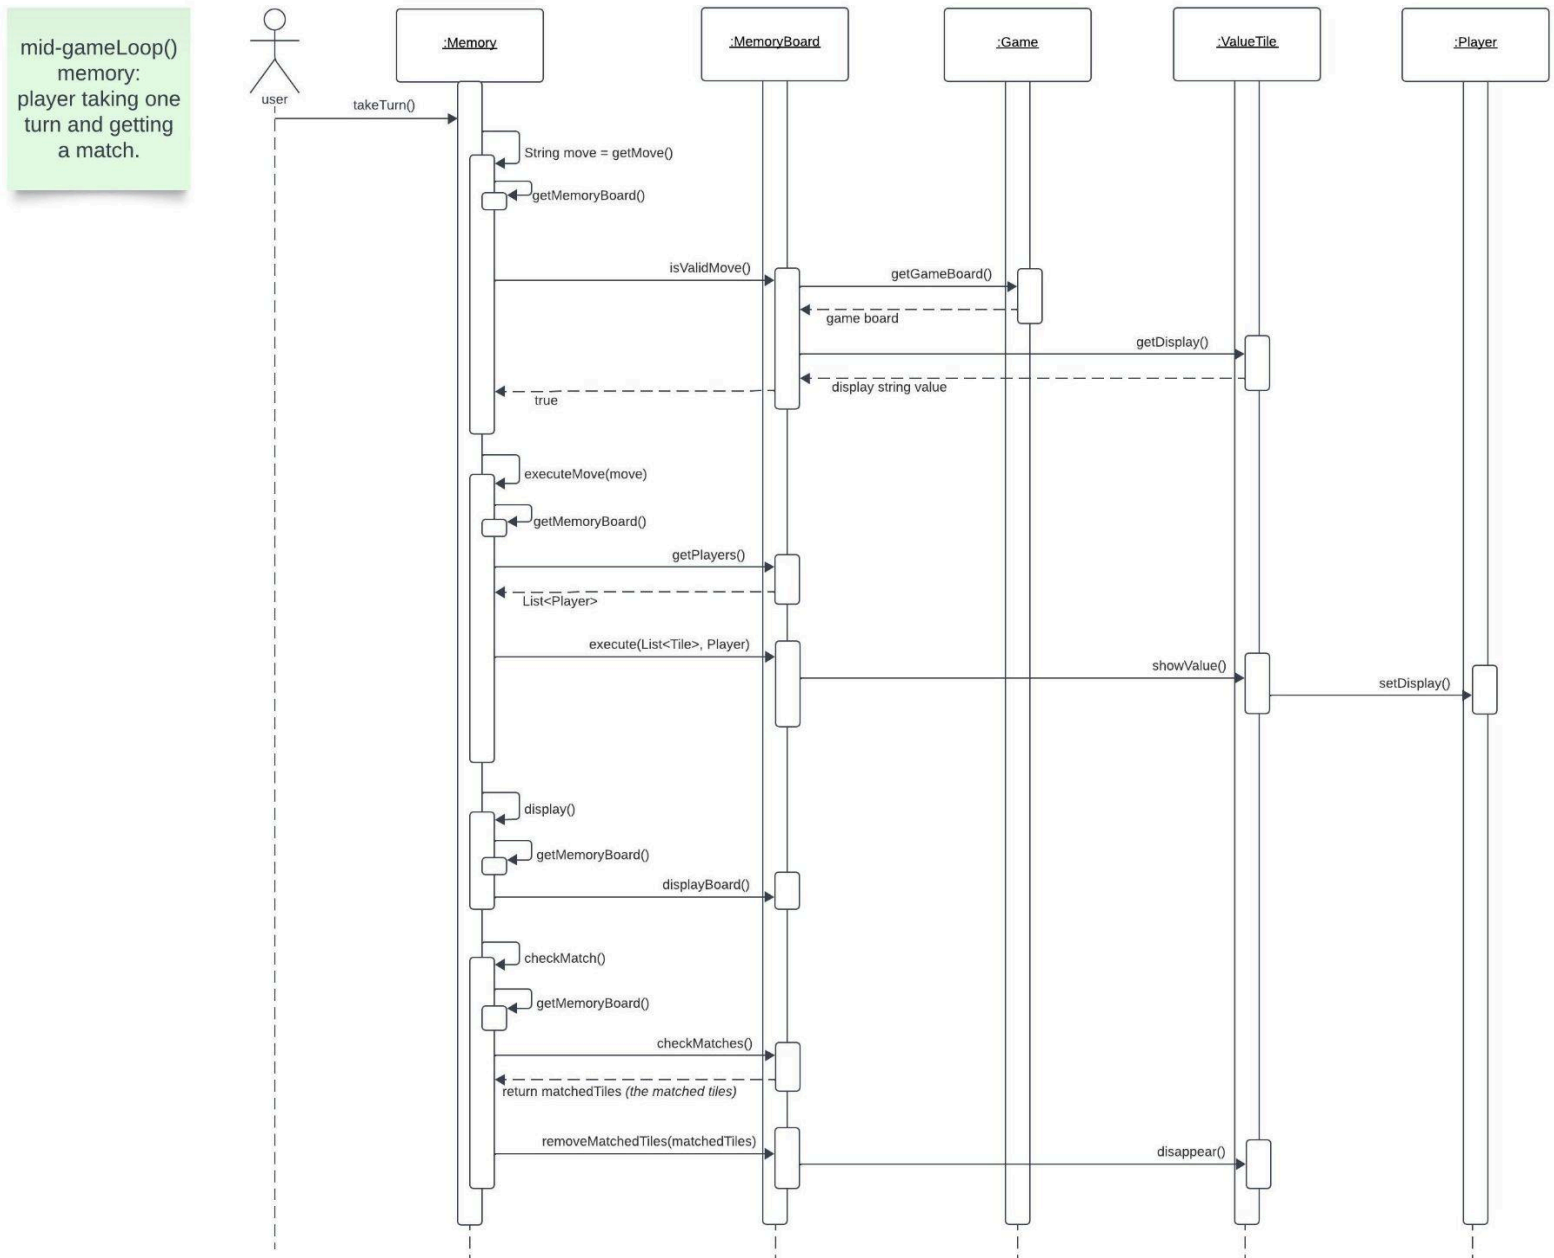 mid-gameLoop()
memory:
player taking one
turn and getting
a match.
user
:Memory
:MemoryBoard
:Game
:ValueTile
:Player
takeTurn()
String move = getMove()
getMemoryBoard()
isValidMove()
getGameBoard()
game board
getDisplay()
display string value
true
executeMove(move)
getMemoryBoard()
getPlayers()
List<Player>
execute(List<Tile>, Player)
showValue()
setDisplay()
display()
getMemoryBoard()
displayBoard()
checkMatch()
getMemoryBoard()
checkMatches()
return matchedTiles (the matched tiles)
removeMatchedTiles(matchedTiles)
disappear()